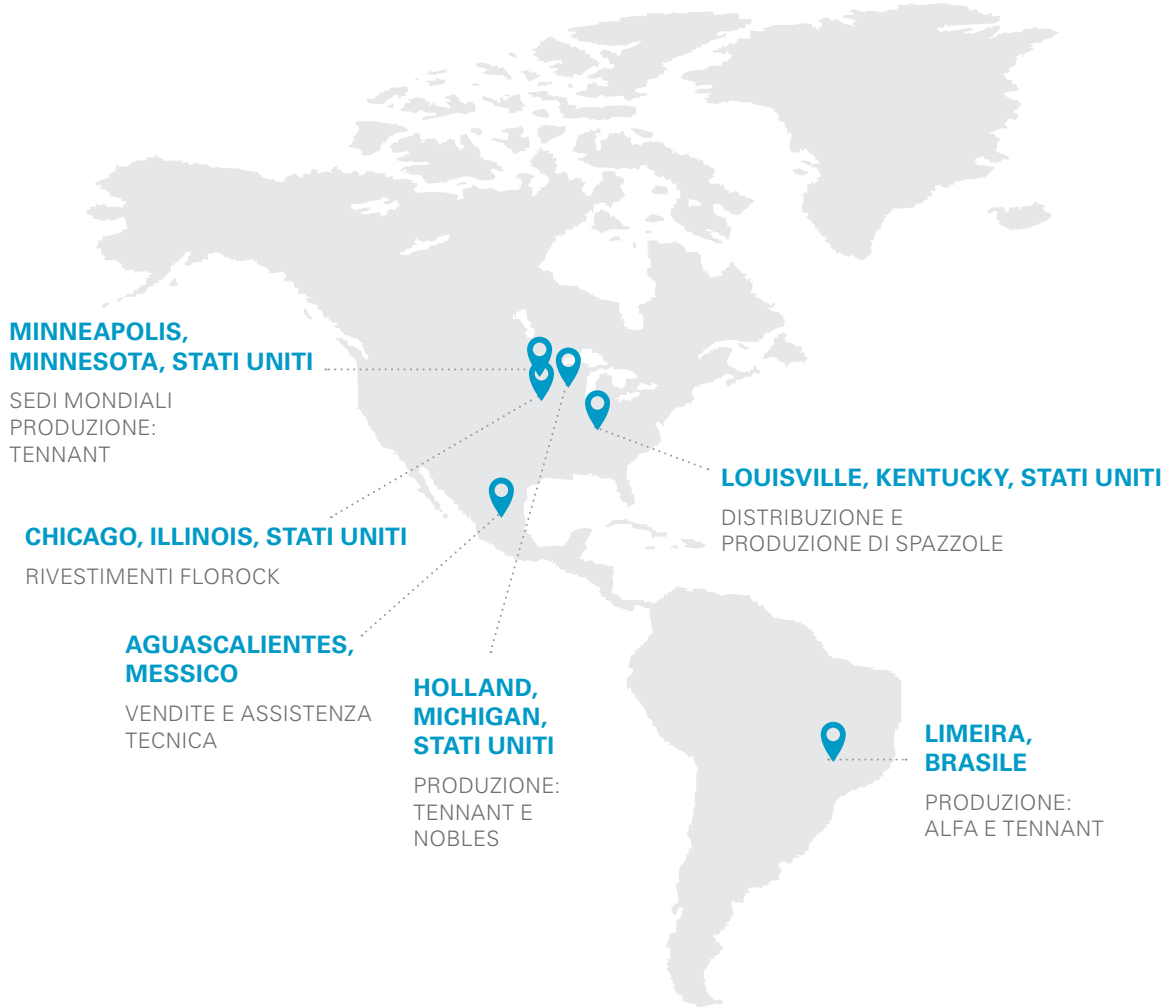 MINNEAPOLIS,
MINNESOTA, STATI UNITI
SEDI MONDIALI
PRODUZIONE:
TENNANT
LOUISVILLE, KENTUCKY, STATI UNITI
DISTRIBUZIONE E
PRODUZIONE DI SPAZZOLE
CHICAGO, ILLINOIS, STATI UNITI
RIVESTIMENTI FLOROCK
AGUASCALIENTES,
MESSICO
VENDITE E ASSISTENZA
TECNICA
HOLLAND,
MICHIGAN,
STATI UNITI
PRODUZIONE:
TENNANT E
NOBLES
LIMEIRA,
BRASILE
PRODUZIONE:
ALFA E TENNANT